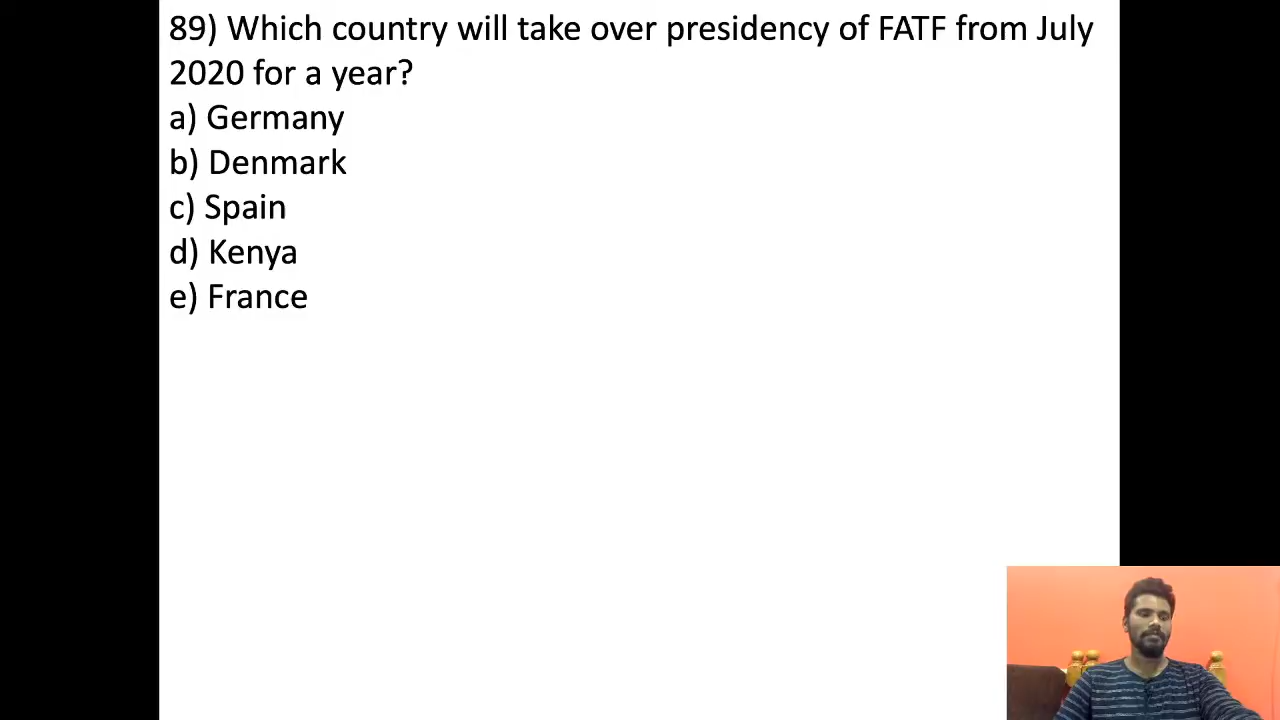 89) Which country will take over presidency of FATF from July
2020 for a year?
a) Germany
b) Denmark
c) Spain
d) Kenya
e) France